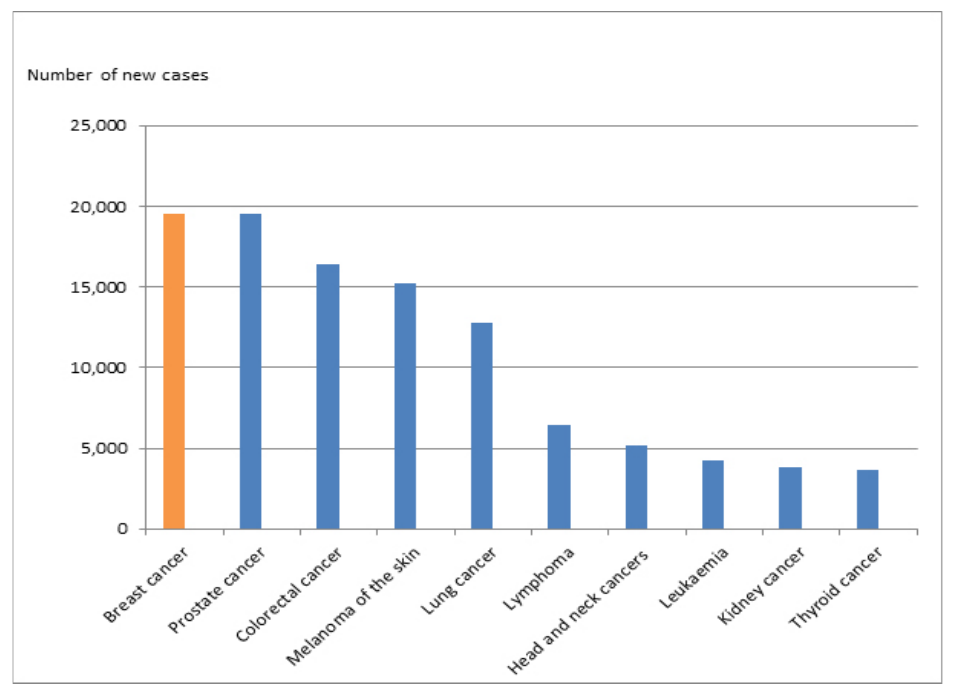 Number of new cases
25,000
20,000
15,000
10,000
5,000
0
Breast cancer
Prostate cancer
Colorectal cancer
Melanoma of the skin
Lung cancer
Lymphoma
Head and neck cancers
Leukaemia
Kidney cancer
Thyroid cancer